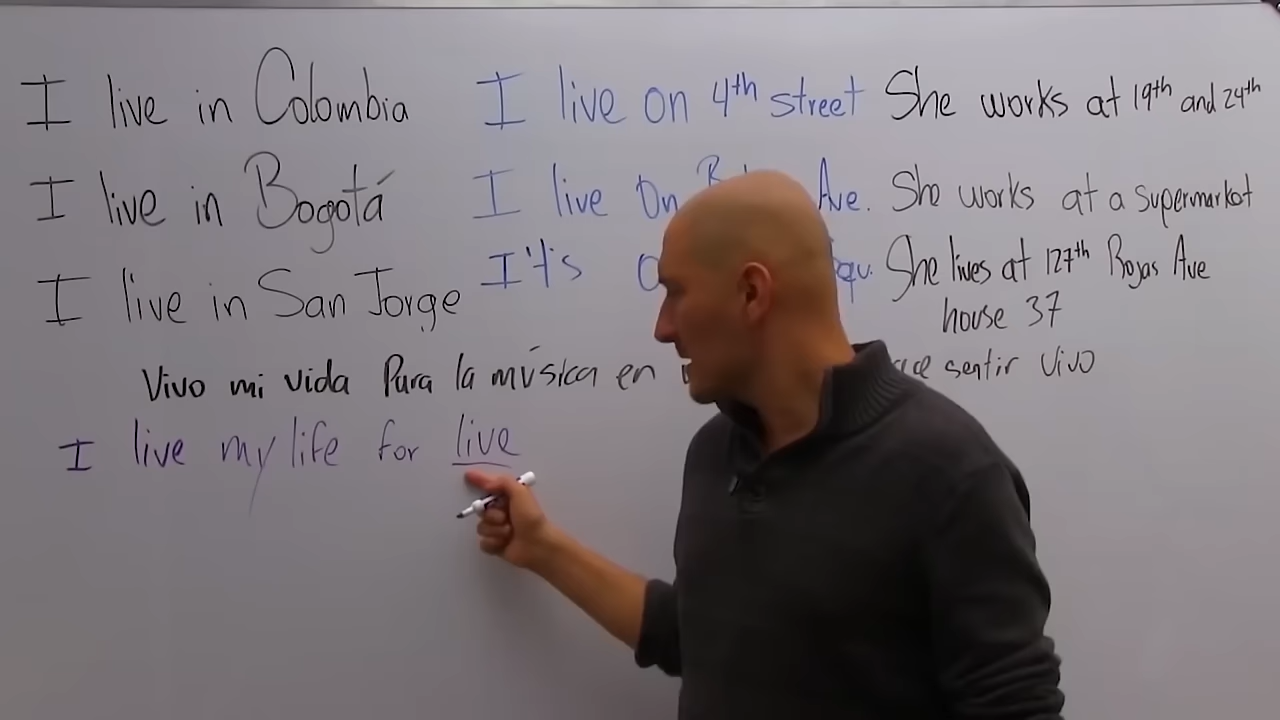 I live in Colombia
I live in Bogotá
I live in San Jorge
I live on 4th street
I live On Ave.
It's
She works at 19th and 24th
She works at a supermarkot
She lives at 127th Rojas Ave
house 37
Vivo mi vida Para la música en sentir vivo
I live my life for live